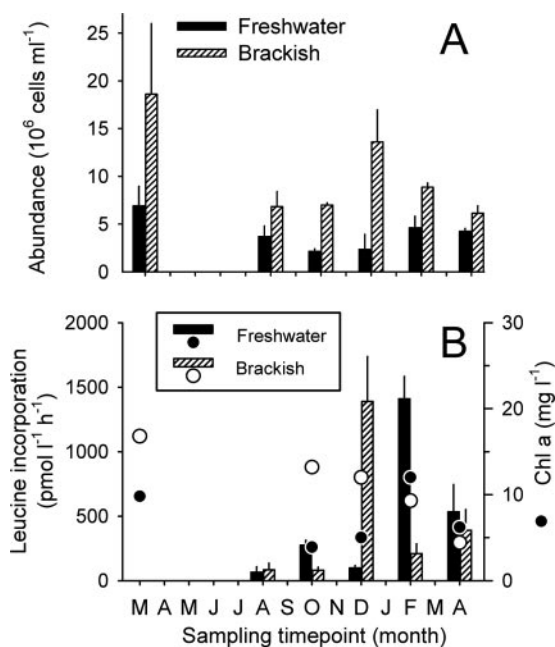 A
Freshwater
Brackish
Abundance (10⁶ cells ml⁻¹)
25
20
15
10
5
0
B
Freshwater
Brackish
Leucine incorporation
(pmol l⁻¹ h⁻¹)
2000
1500
1000
500
0
30
20
10
0
Chl a (mg l⁻¹)
M A M J J A S O N D J F M A
Sampling timepoint (month)